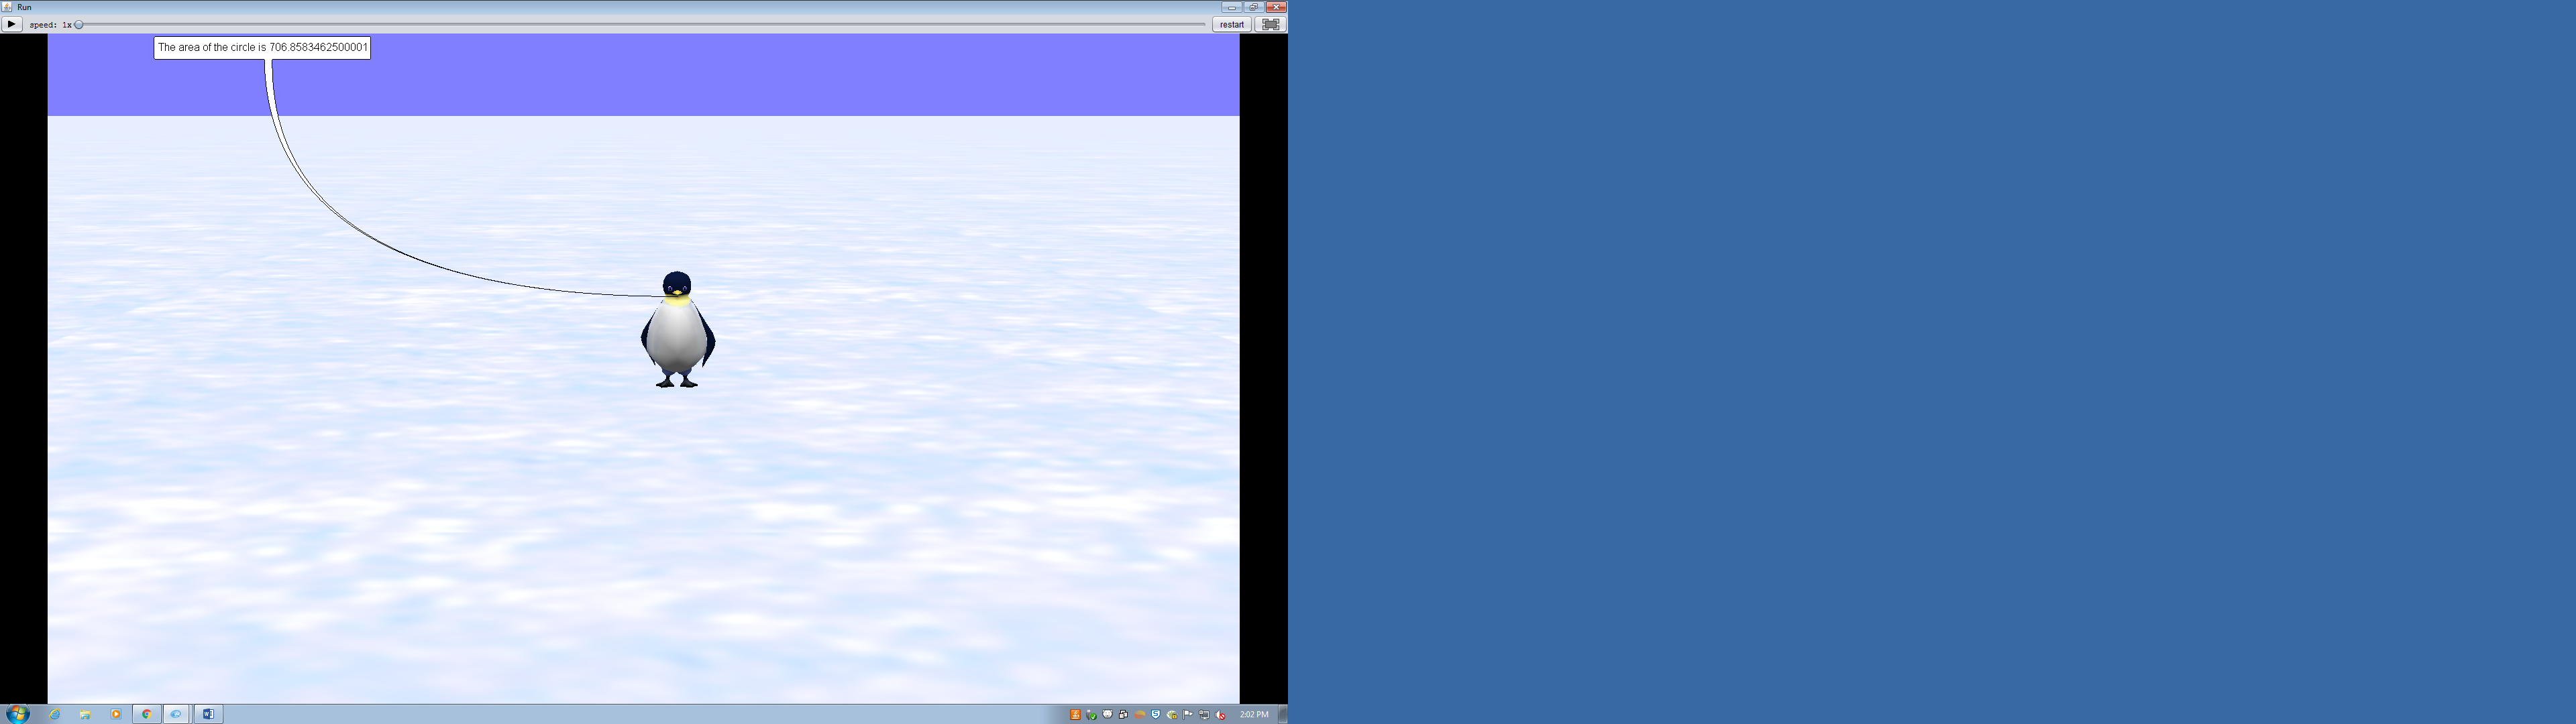 Run
speed: 1x
restart
The area of the circle is 706.8583462500001
2:02 PM